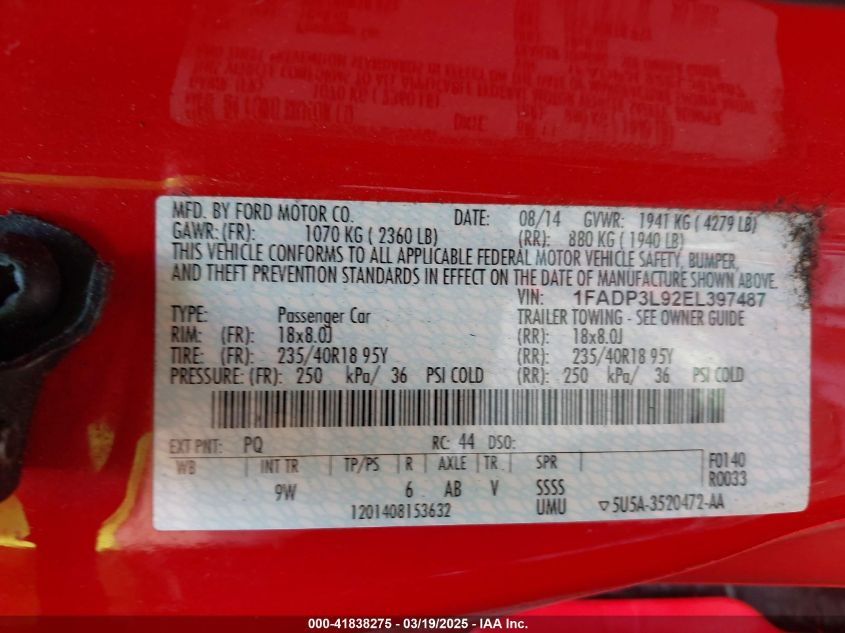 MFD. BY FORD MOTOR CO. DATE: 08/14 GVWR: 1941 KG ( 4279 LB)
GAWR:(FR): 1070 KG ( 2360 LB) (RR): 880 KG ( 1940 LB)
THIS VEHICLE CONFORMS TO ALL APPLICABLE FEDERAL MOTOR VEHICLE SAFETY, BUMPER,
AND THEFT PREVENTION STANDARDS IN EFFECT ON THE DATE OF MANUFACTURE SHOWN ABOVE.
VIN: 1FADP3L92EL397487
TYPE: Passenger Car TRAILER TOWING - SEE OWNER GUIDE
RIM: (FR): 18x8.0J (RR): 18x8.0J
TIRE: (FR): 235/40R18 95Y (RR): 235/40R18 95Y
PRESSURE: (FR): 250 kPa/ 36 PSI COLD (RR): 250 kPa/ 36 PSI COLD
EXT PNT: PQ RC: 44 DSO:
WB INT TR TP/PS R AXLE TR SPR F0140
9W 6 AB V SSSS R0033
1201408153632 UMU ▽5U5A-3520472-AA
000-41838275 - 03/19/2025 - IAA Inc.